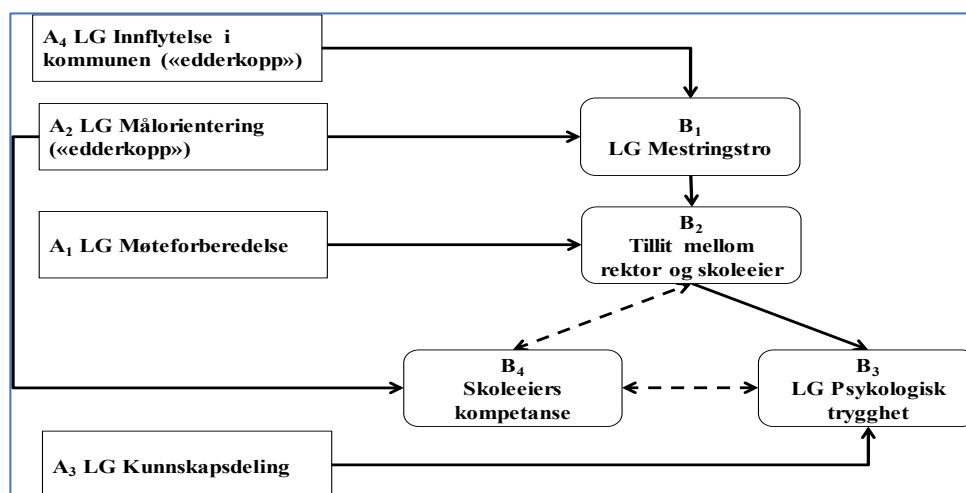 A₄ LG Innflytelse i
kommunen («edderkopp»)
A₂ LG Målorientering
(«edderkopp»)
B₁
LG Mestringstro
A₁ LG Møteforberedelse
B₂
Tillit mellom
rektor og skoleeier
B₄
Skoleeiers
kompetanse
B₃
LG Psykologisk
trygghet
A₃ LG Kunnskapsdeling